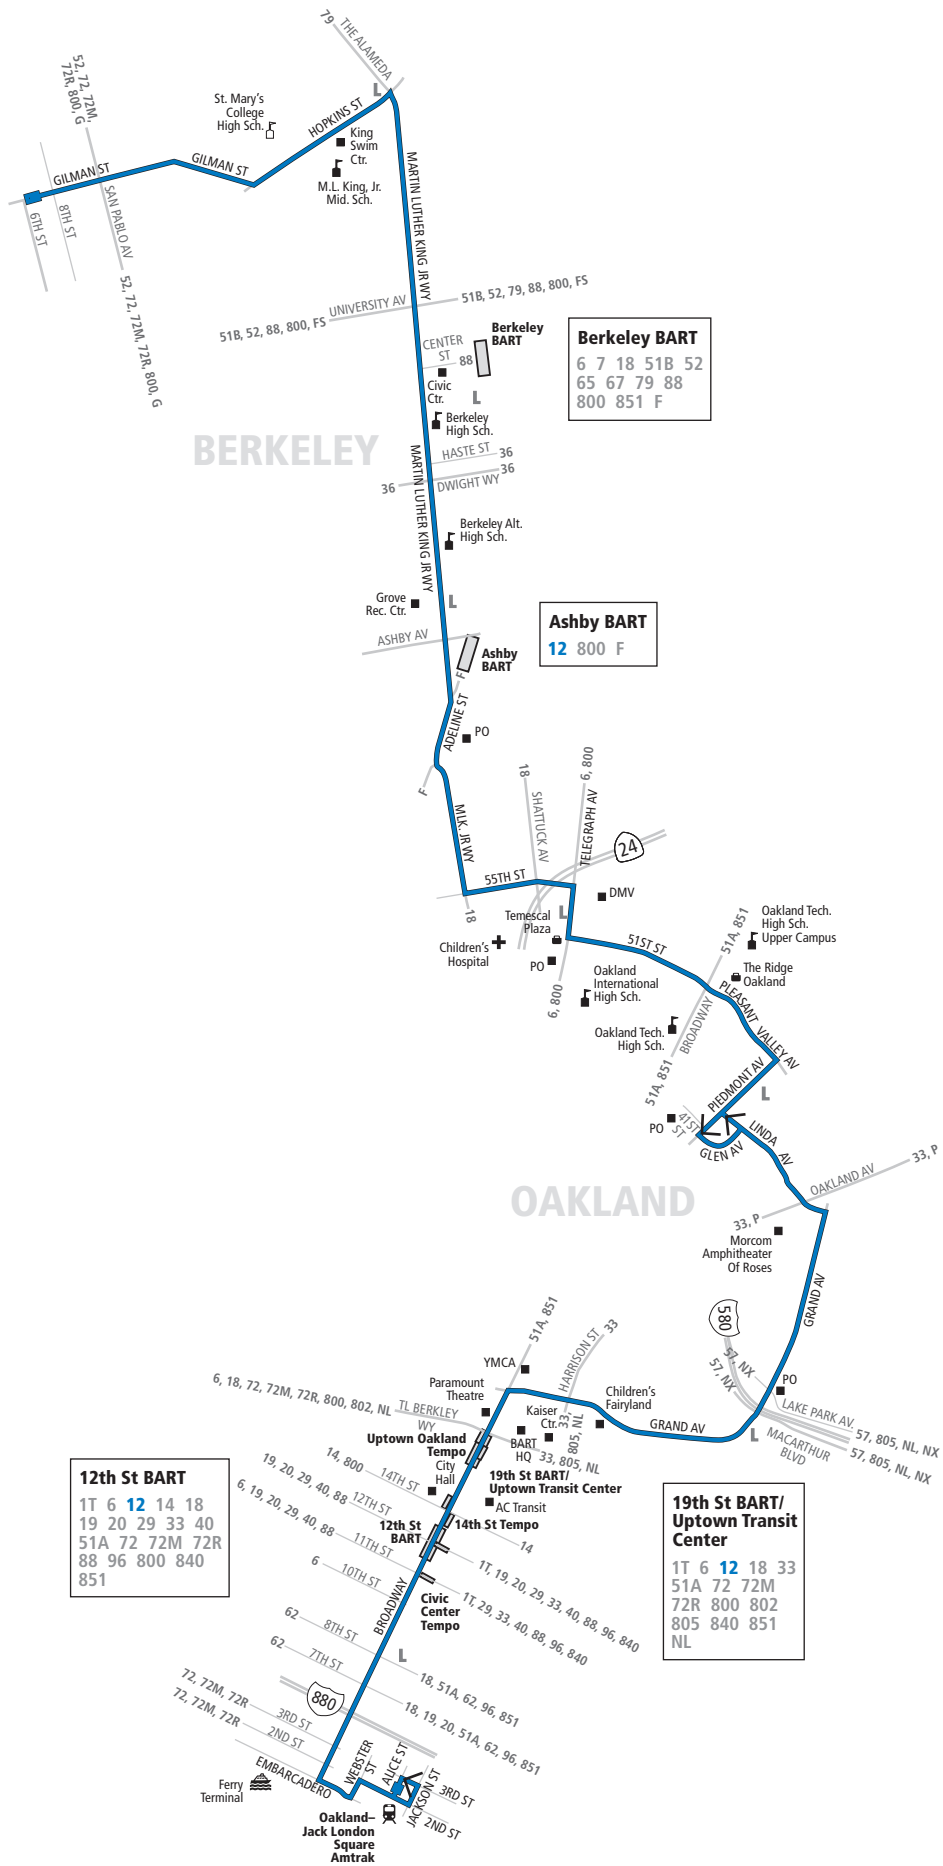 79
THE ALAMEDA
L
52, 72, 72M,
72R, 800, G
St. Mary's
College
High Sch.
HOPKINS ST
King
Swim
Ctr.
GILMAN ST
GILMAN ST
M.L. King, Jr.
Mid. Sch.
6TH ST
8TH ST
SAN PABLO AV
52, 72, 72M, 72R, 800, G
MARTIN LUTHER KING JR WY
51B, 52, 88, 800, FS
UNIVERSITY AV
51B, 52, 79, 88, 800, FS
CENTER
ST
88
Berkeley
BART
Civic
Ctr.
L
Berkeley BART
6 7 18 51B 52
65 67 79 88
800 851 F
Berkeley
High Sch.
BERKELEY
HASTE ST
36
36
DWIGHT WY
36
MARTIN LUTHER KING JR WY
Berkeley Alt.
High Sch.
Grove
Rec. Ctr.
L
ASHBY AV
Ashby
BART
F
Ashby BART
12 800 F
ADELINE ST
PO
F
MLK. JR WY
18
SHATTUCK AV
6, 800
TELEGRAPH AV
24
55TH ST
18
DMV
L
Temescal
Plaza
Children's
Hospital
PO
6, 800
51ST ST
Oakland
International
High Sch.
Oakland Tech.
High Sch.
51A, 851
Oakland Tech.
High Sch.
Upper Campus
The Ridge
Oakland
BROADWAY
51A, 851
PLEASANT VALLEY AV
PIEDMONT AV
L
PO
41ST
ST
GLEN AV
LINDA AV
OAKLAND AV
33, P
33, P
OAKLAND
Morcom
Amphitheater
Of Roses
GRAND AV
580
57, NX
57, NX
PO
LAKE PARK AV.
57, 805, NL, NX
MACARTHUR
BLVD
57, 805, NL, NX
L
GRAND AV
51A, 851
HARRISON ST
33
YMCA
Paramount
Theatre
Children's
Fairyland
Kaiser
Ctr.
33,
805, NL
6, 18, 72, 72M, 72R, 800, 802, NL
TL BERKLEY
WY
BART
HQ
33, 805, NL
Uptown Oakland
Tempo
City
Hall
19th St BART/
Uptown Transit Center
AC Transit
14, 800
14TH ST
14th St Tempo
14
19, 20, 29, 40, 88
12TH ST
12th St
BART
6, 19, 20, 29, 40, 88
11TH ST
1T, 19, 20, 29, 33, 40, 88, 96, 840
6
10TH ST
Civic
Center
Tempo
1T, 29, 33, 40, 88, 96, 840
BROADWAY
12th St BART
1T 6 12 14 18
19 20 29 33 40
51A 72 72M 72R
88 96 800 840
851
19th St BART/
Uptown Transit
Center
1T 6 12 18 33
51A 72 72M
72R 800 802
805 840 851
NL
62
8TH ST
L
18, 51A, 62, 96, 851
62
7TH ST
18, 19, 20, 51A, 62, 96, 851
880
72, 72M, 72R
3RD ST
72, 72M, 72R
2ND ST
EMBARCADERO
Ferry
Terminal
WEBSTER
ST
ALICE ST
JACKSON ST
3RD ST
2ND ST
Oakland–
Jack London
Square
Amtrak